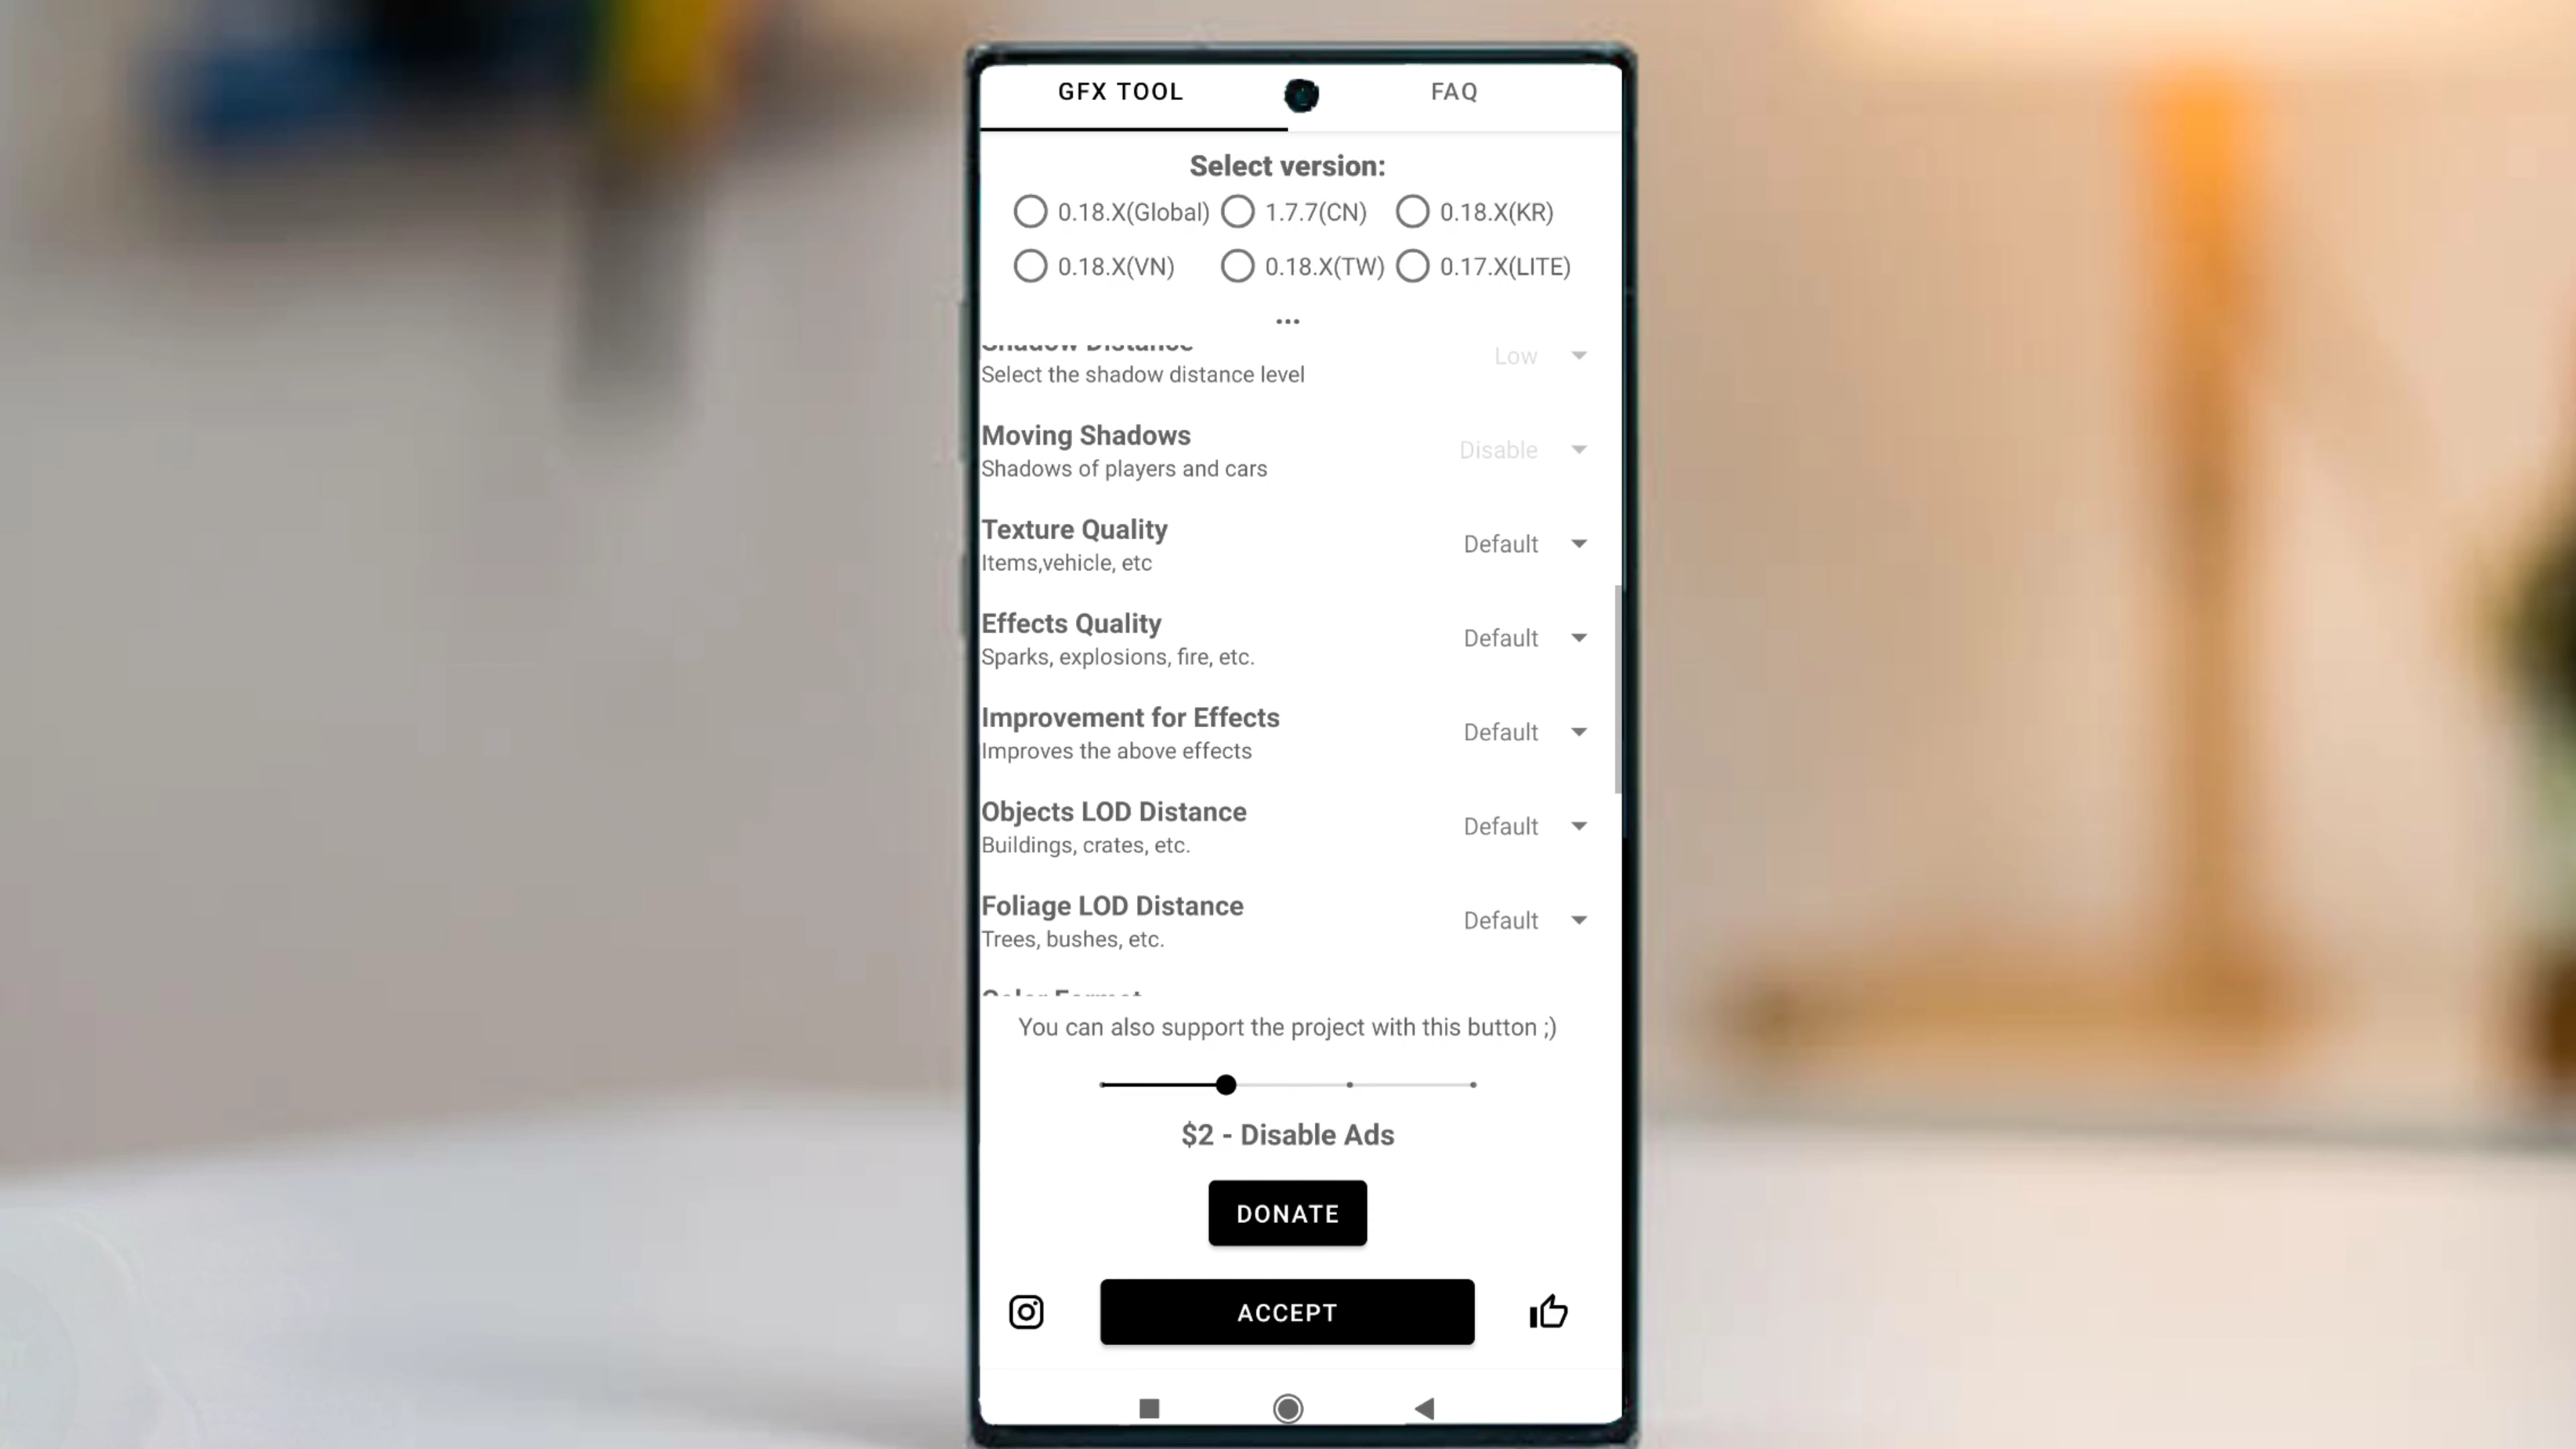 GFX TOOL
FAQ
Select version:
0.18.X(Global) 1.7.7(CN) 0.18.X(KR)
0.18.X(VN) 0.18.X(TW) 0.17.X(LITE)
...
Shadow Distance
Low
Select the shadow distance level
Moving Shadows
Disable
Shadows of players and cars
Texture Quality
Default
Items,vehicle, etc
Effects Quality
Default
Sparks, explosions, fire, etc.
Improvement for Effects
Default
Improves the above effects
Objects LOD Distance
Default
Buildings, crates, etc.
Foliage LOD Distance
Default
Trees, bushes, etc.
Color Format
You can also support the project with this button ;)
$2 - Disable Ads
DONATE
ACCEPT